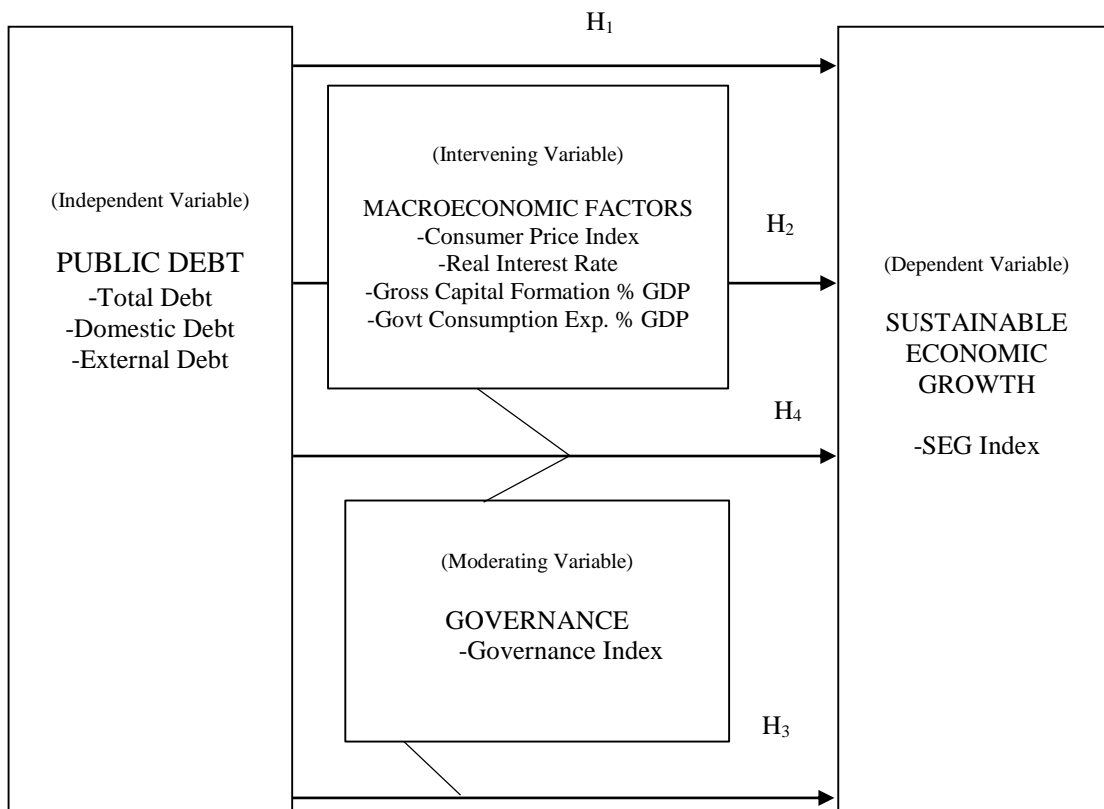 H₁
(Independent Variable)
PUBLIC DEBT
-Total Debt
-Domestic Debt
-External Debt
(Intervening Variable)
MACROECONOMIC FACTORS
-Consumer Price Index
-Real Interest Rate
-Gross Capital Formation % GDP
-Govt Consumption Exp. % GDP
H₂
(Dependent Variable)
SUSTAINABLE
ECONOMIC
GROWTH
-SEG Index
H₄
(Moderating Variable)
GOVERNANCE
-Governance Index
H₃